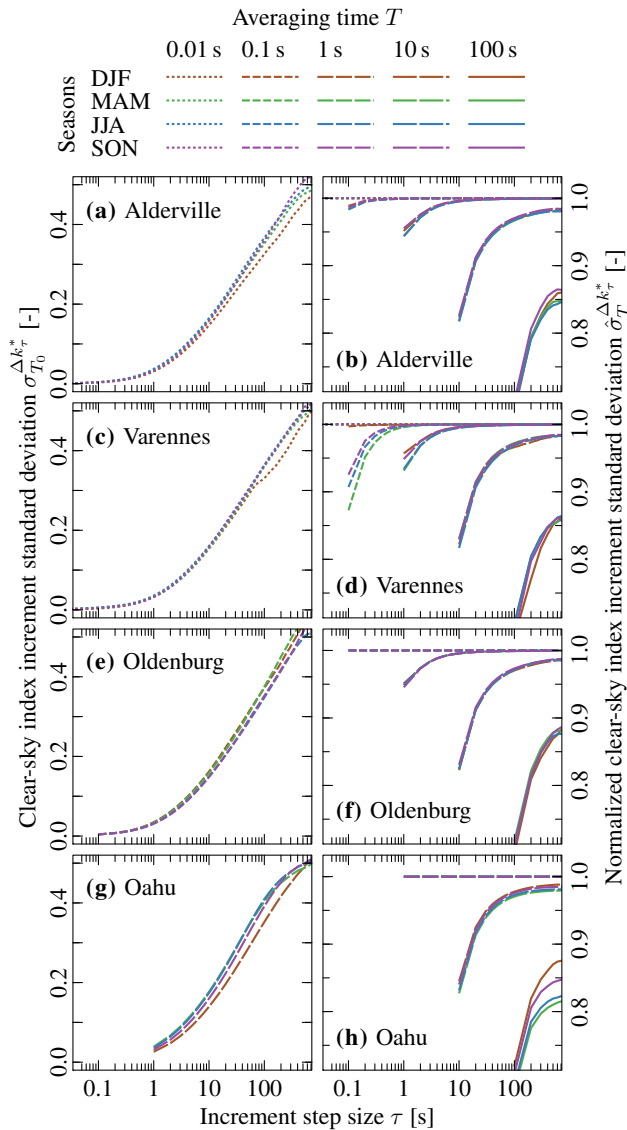 Averaging time T
0.01 s 0.1 s 1 s 10 s 100 s
Seasons
DJF
MAM
JJA
SON
Clear-sky index increment standard deviation σ_{T_0}^{Δk_τ^*} [-]
Normalized clear-sky index increment standard deviation σ̂_T^{Δk_τ^*} [-]
(a) Alderville
0.0 0.2 0.4
(b) Alderville
0.8 0.9 1.0
(c) Varennes
0.0 0.2 0.4
(d) Varennes
0.8 0.9 1.0
(e) Oldenburg
0.0 0.2 0.4
(f) Oldenburg
0.8 0.9 1.0
(g) Oahu
0.0 0.2 0.4
(h) Oahu
0.8 0.9 1.0
0.1 1 10 100
0.1 1 10 100
Increment step size τ [s]